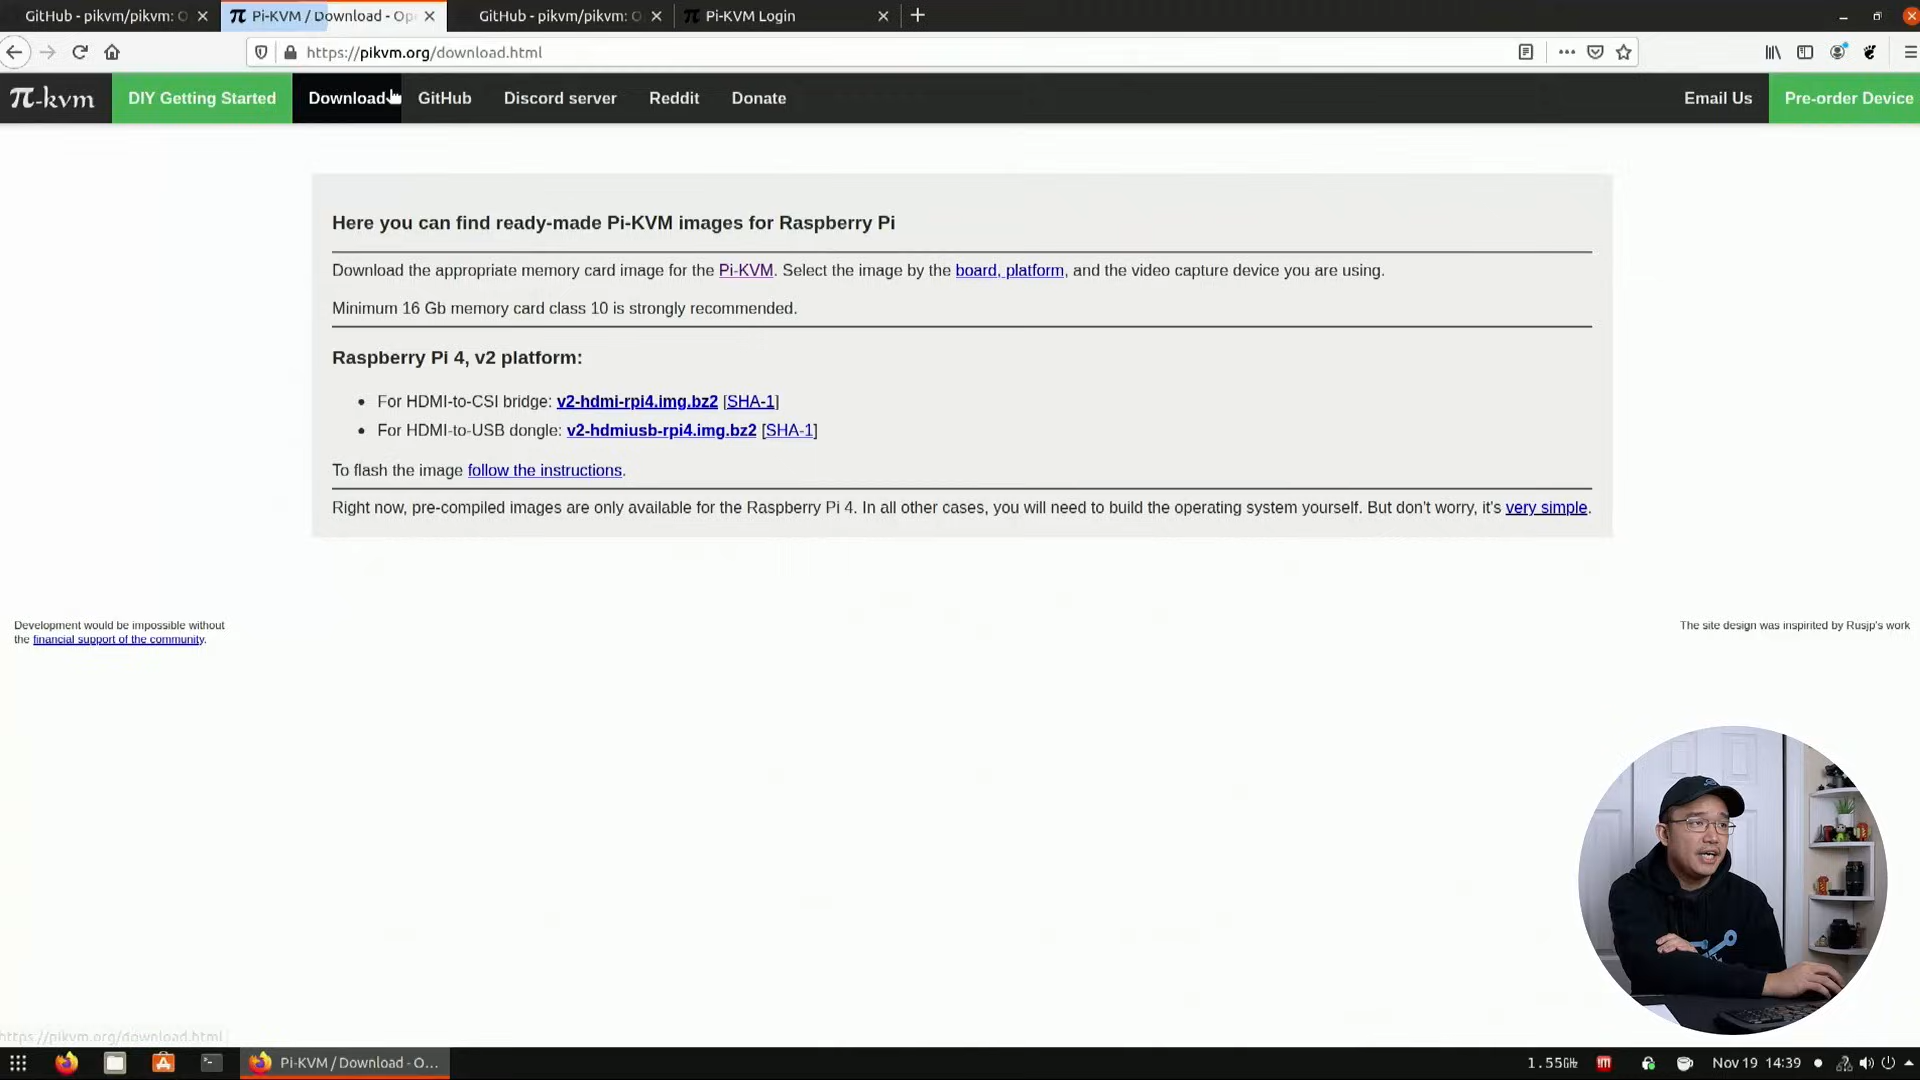 GitHub - pikvm/pikvm: O
Pi-KVM / Download - Op
GitHub - pikvm/pikvm: O
Pi-KVM Login
https://pikvm.org/download.html
π-kvm
DIY Getting Started
Download
GitHub
Discord server
Reddit
Donate
Email Us
Pre-order Device
Here you can find ready-made Pi-KVM images for Raspberry Pi
Download the appropriate memory card image for the Pi-KVM. Select the image by the board, platform, and the video capture device you are using.
Minimum 16 Gb memory card class 10 is strongly recommended.
Raspberry Pi 4, v2 platform:
• For HDMI-to-CSI bridge: v2-hdmi-rpi4.img.bz2 [SHA-1]
• For HDMI-to-USB dongle: v2-hdmiusb-rpi4.img.bz2 [SHA-1]
To flash the image follow the instructions.
Right now, pre-compiled images are only available for the Raspberry Pi 4. In all other cases, you will need to build the operating system yourself. But don't worry, it's very simple.
Development would be impossible without
the financial support of the community.
The site design was inspirited by Rusjp's work
https://pikvm.org/download.html
Pi-KVM / Download - O...
1.55GHz
Nov 19 14:39